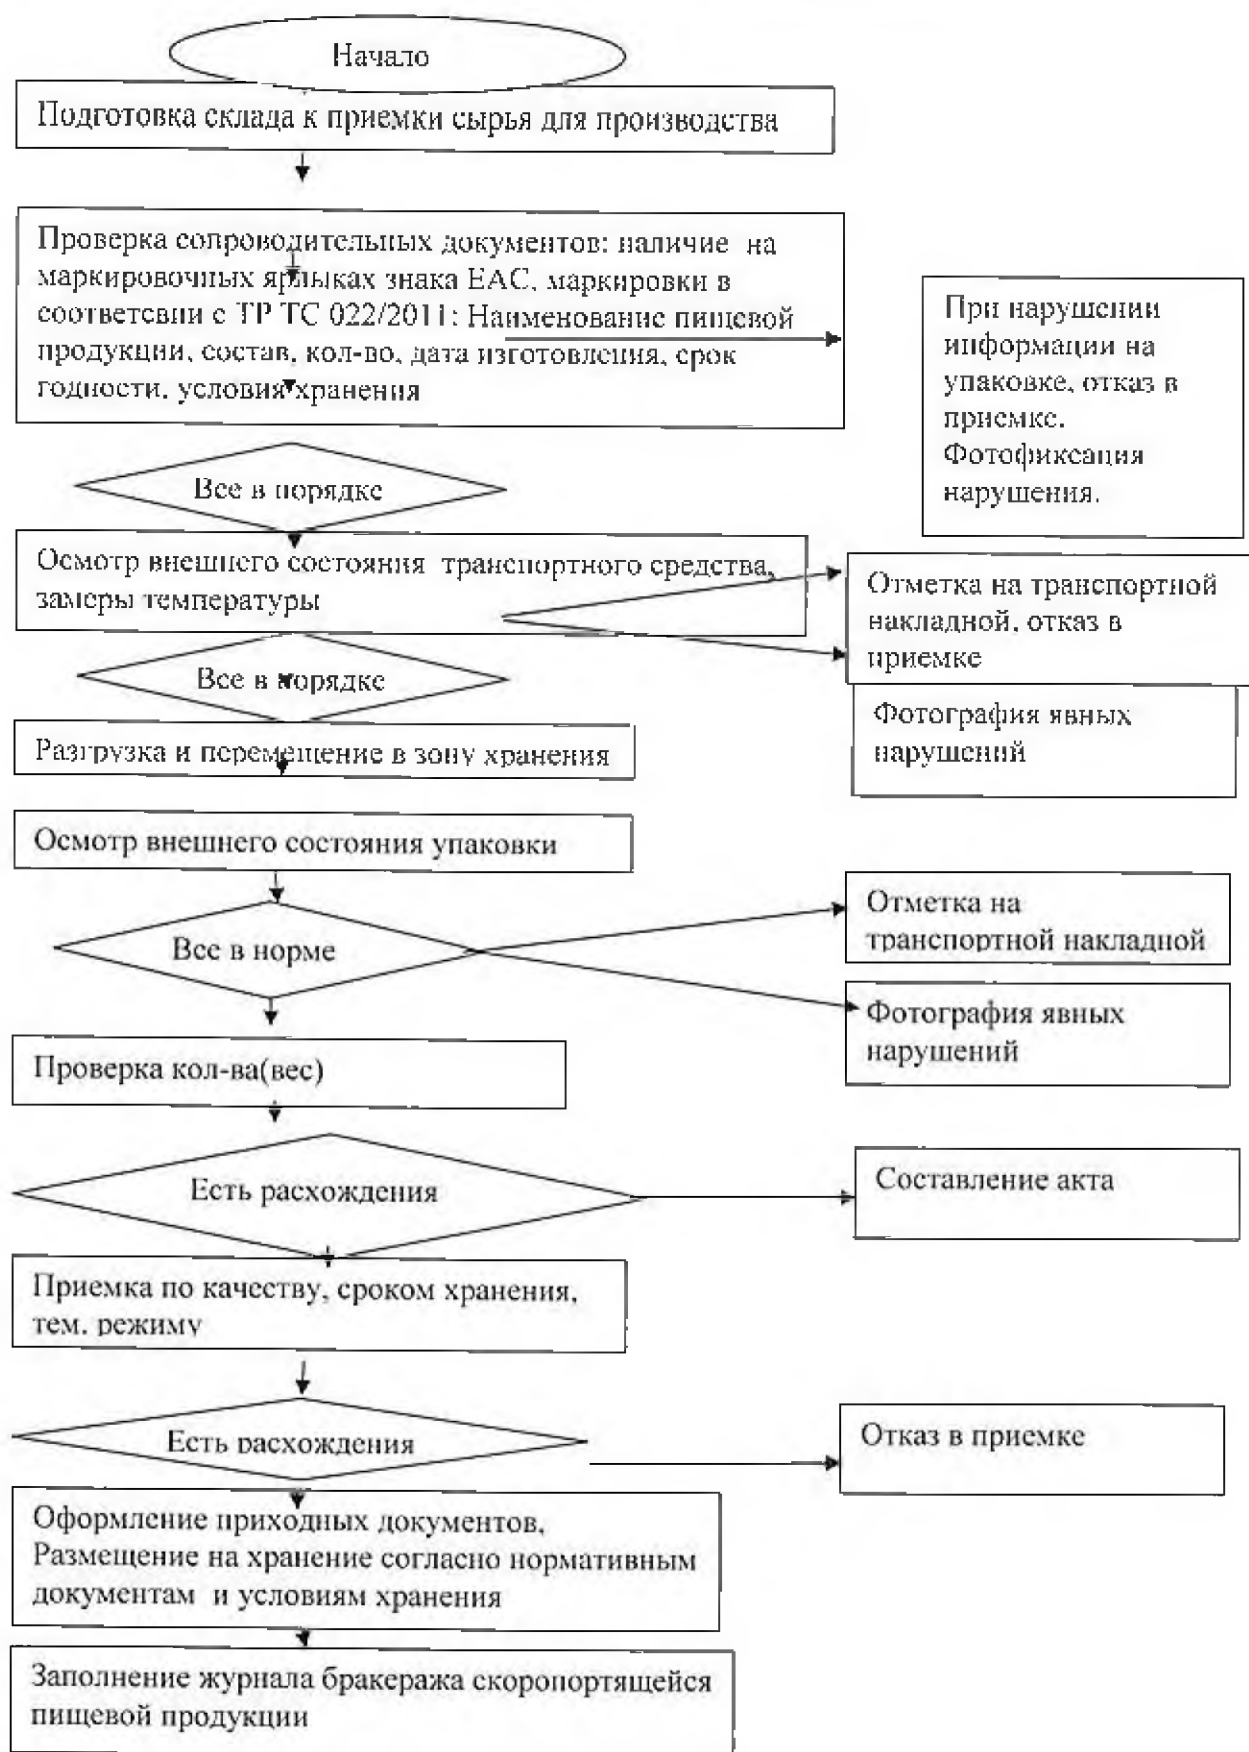 Начало
Подготовка склада к приемки сырья для производства
Проверка сопроводительных документов: наличие на
маркировочных ярлыках знака ЕАС, маркировки в
соответсвии с ТР ТС 022/2011: Наименование пищевой
продукции, состав, кол-во, дата изготовления, срок
годности, условия хранения
При нарушении
информации на
упаковке, отказ в
приемке.
Фотофиксация
нарушения.
Все в порядке
Осмотр внешнего состояния транспортного средства,
замеры температуры
Отметка на транспортной
накладной, отказ в
приемке
Все в порядке
Фотография явных
нарушений
Разгрузка и перемещение в зону хранения
Осмотр внешнего состояния упаковки
Отметка на
транспортной накладной
Все в норме
Фотография явных
нарушений
Проверка кол-ва(вес)
Есть расхождения
Составление акта
Приемка по качеству, сроком хранения,
тем. режиму
Есть расхождения
Отказ в приемке
Оформление приходных документов,
Размещение на хранение согласно нормативным
документам и условиям хранения
Заполнение журнала бракеража скоропортящейся
пищевой продукции